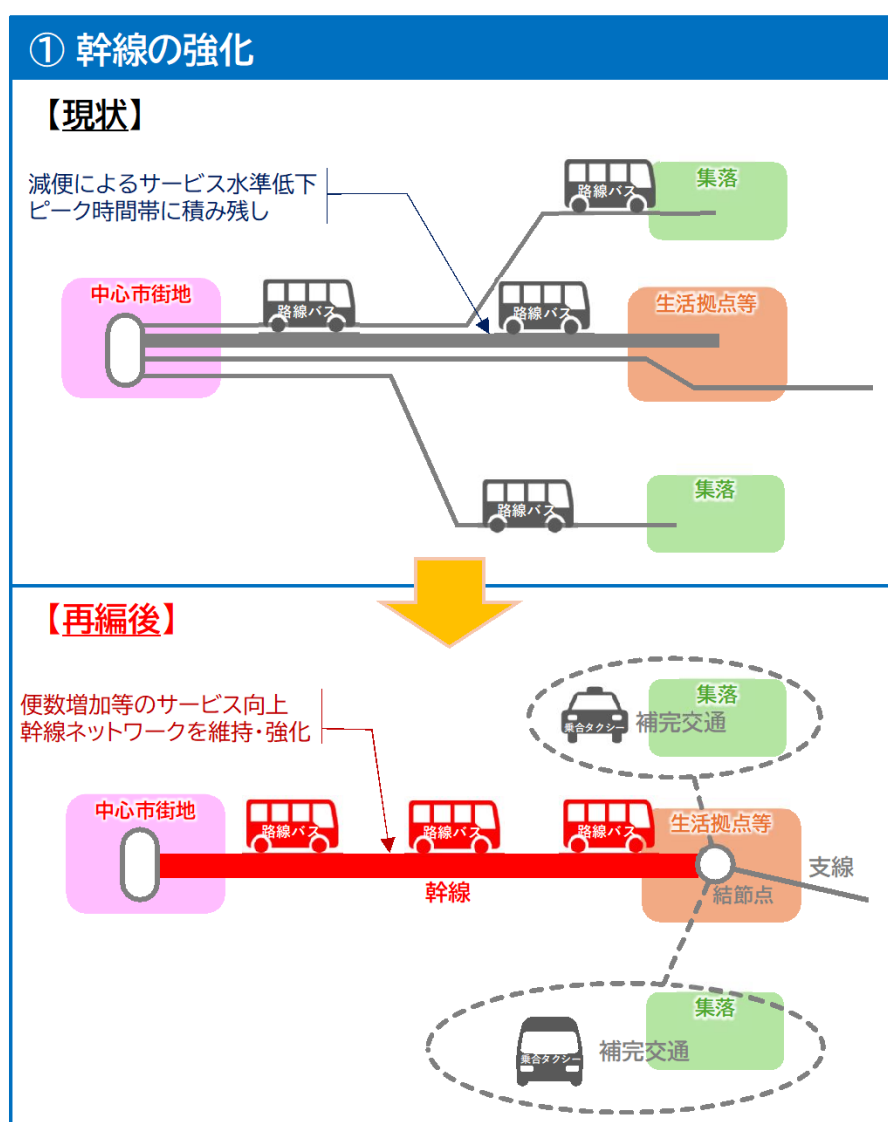 ① 幹線の強化
【現状】
減便によるサービス水準低下
ピーク時間帯に積み残し
路線バス
集落
中心市街地
路線バス
路線バス
生活拠点等
路線バス
集落
【再編後】
便数増加等のサービス向上
幹線ネットワークを維持・強化
乗合タクシー
補完交通
集落
中心市街地
路線バス
路線バス
路線バス
生活拠点等
幹線
結節点
支線
乗合タクシー
補完交通
集落